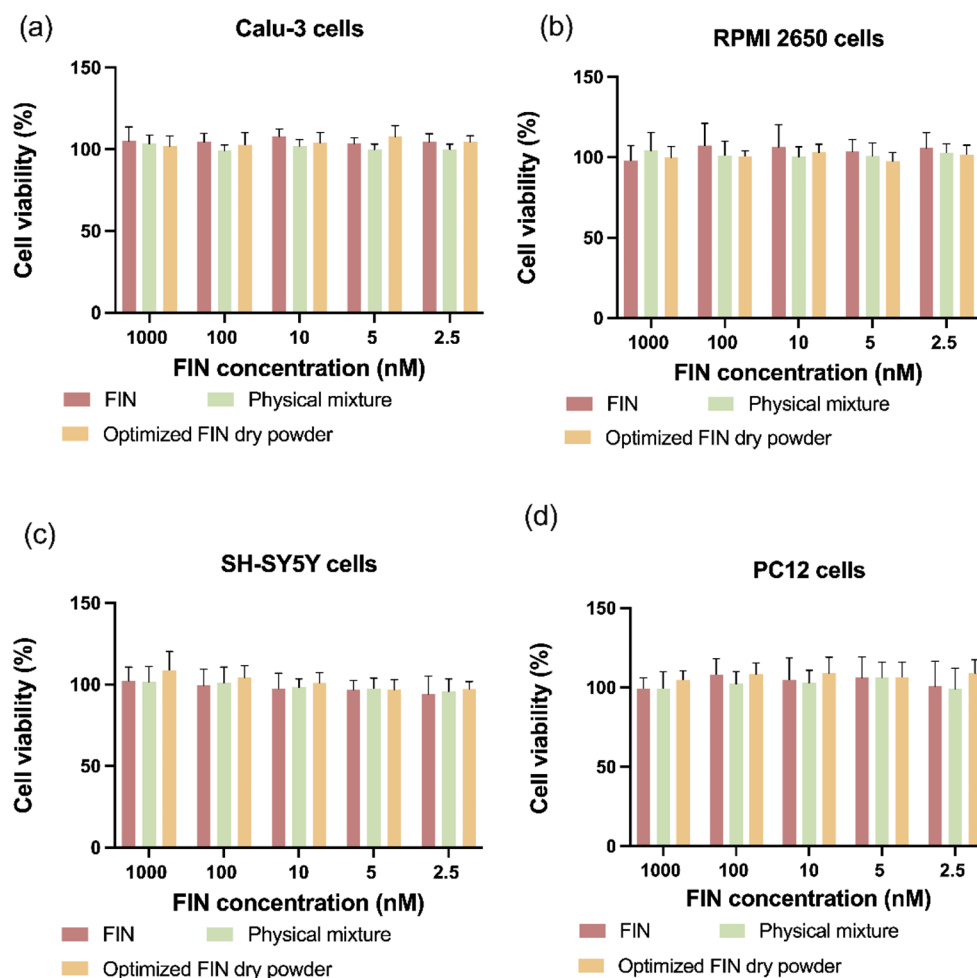 (a)
Calu-3 cells
Cell viability (%)
150
100
50
0
1000 100 10 5 2.5
FIN concentration (nM)
FIN Physical mixture
Optimized FIN dry powder
(b)
RPMI 2650 cells
Cell viability (%)
150
100
50
0
1000 100 10 5 2.5
FIN concentration (nM)
FIN Physical mixture
Optimized FIN dry powder
(c)
SH-SY5Y cells
Cell viability (%)
150
100
50
0
1000 100 10 5 2.5
FIN concentration (nM)
FIN Physical mixture
Optimized FIN dry powder
(d)
PC12 cells
Cell viability (%)
150
100
50
0
1000 100 10 5 2.5
FIN concentration (nM)
FIN Physical mixture
Optimized FIN dry powder